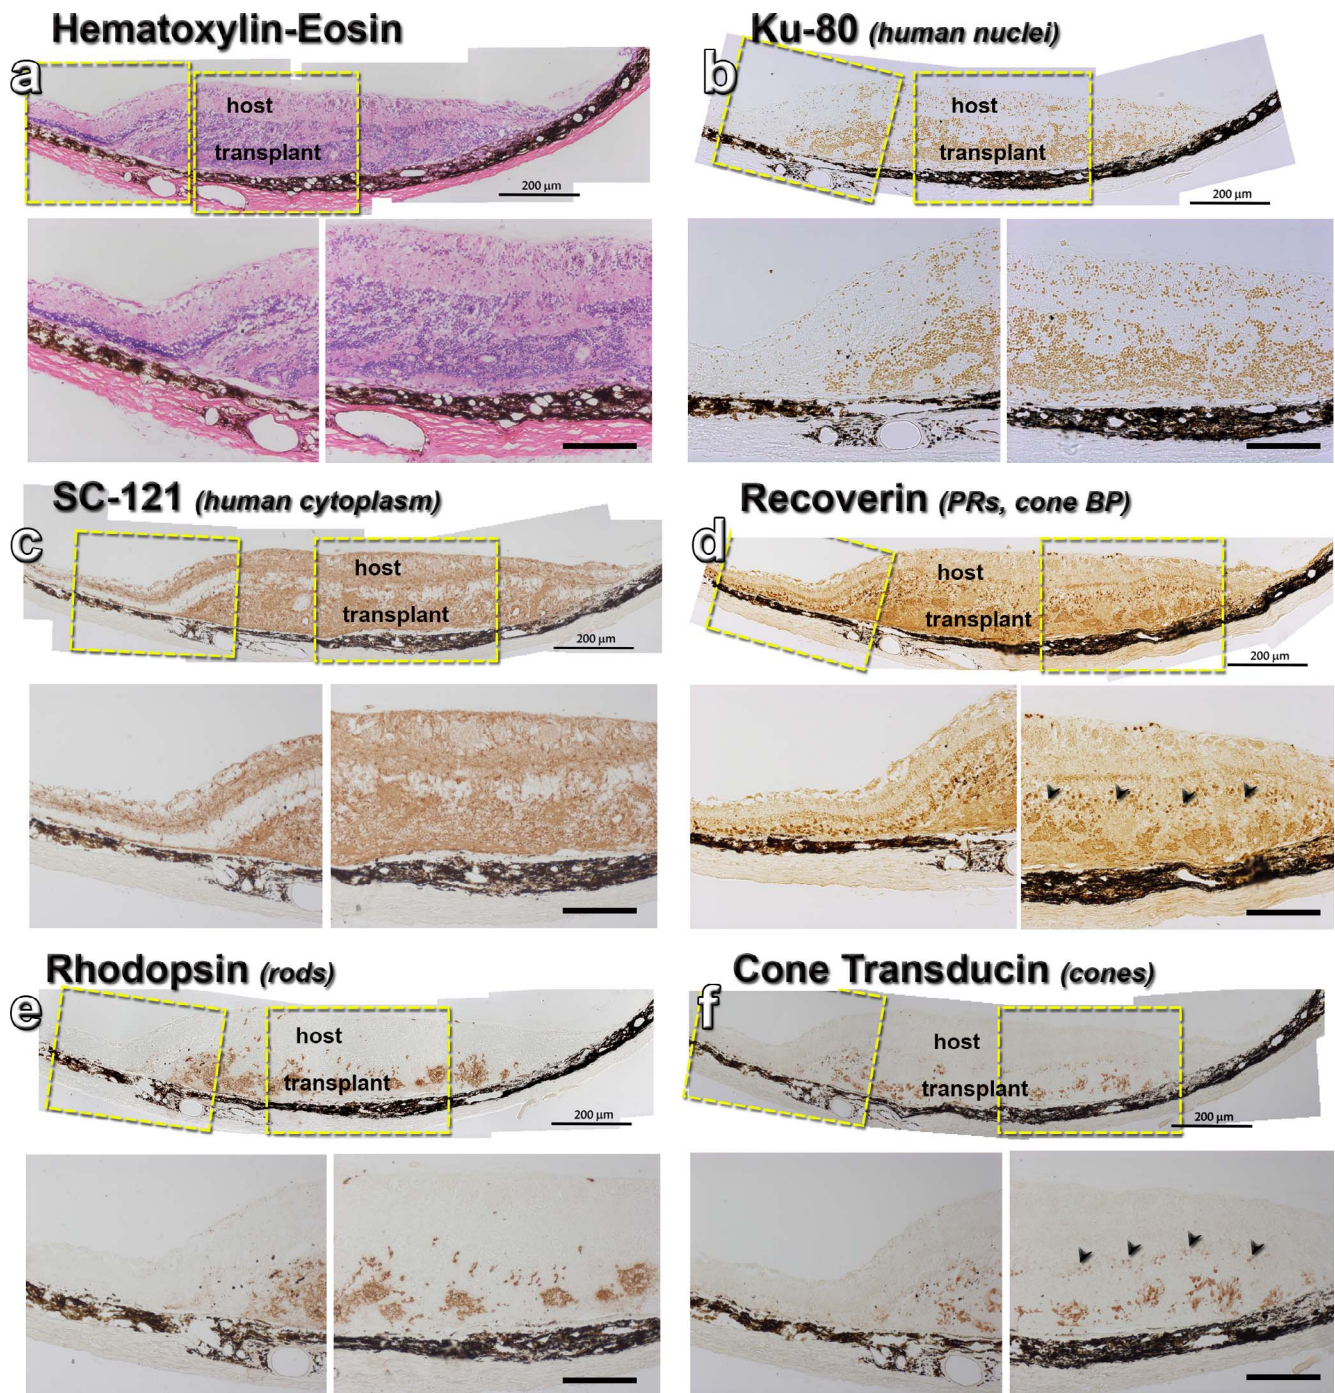 Hematoxylin-Eosin
a
host
transplant
200 µm
Ku-80 (human nuclei)
b
host
transplant
200 µm
SC-121 (human cytoplasm)
c
host
transplant
200 µm
Recoverin (PRs, cone BP)
d
host
transplant
200 µm
Rhodopsin (rods)
e
host
transplant
200 µm
Cone Transducin (cones)
f
host
transplant
200 µm